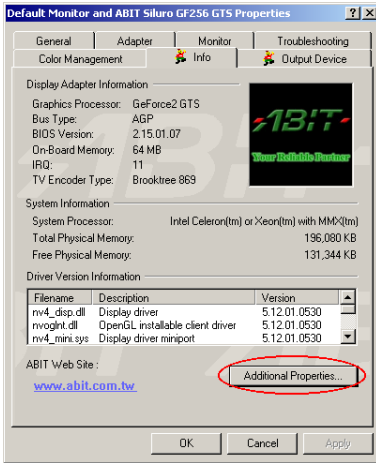 Default Monitor and ABIT Siluro GF256 GTS Properties
General Adapter Monitor Troubleshooting
Color Management Info Output Device
Display Adapter Information
Graphics Processor: GeForce2 GTS
Bus Type: AGP
BIOS Version: 2.15.01.07
On-Board Memory: 64 MB
IRQ: 11
TV Encoder Type: Brooktree 869
ABIT
Your Reliable Partner
System Information
System Processor: Intel Celeron(tm) or Xeon(tm) with MMX(tm)
Total Physical Memory: 196,080 KB
Free Physical Memory: 131,344 KB
Driver Version Information
Filename Description Version
nv4_disp.dll Display driver 5.12.01.0530
nvoglnt.dll OpenGL installable client driver 5.12.01.0530
nv4_mini.sys Display driver miniport 5.12.01.0530
ABIT Web Site :
www.abit.com.tw
Additional Properties...
OK Cancel Apply